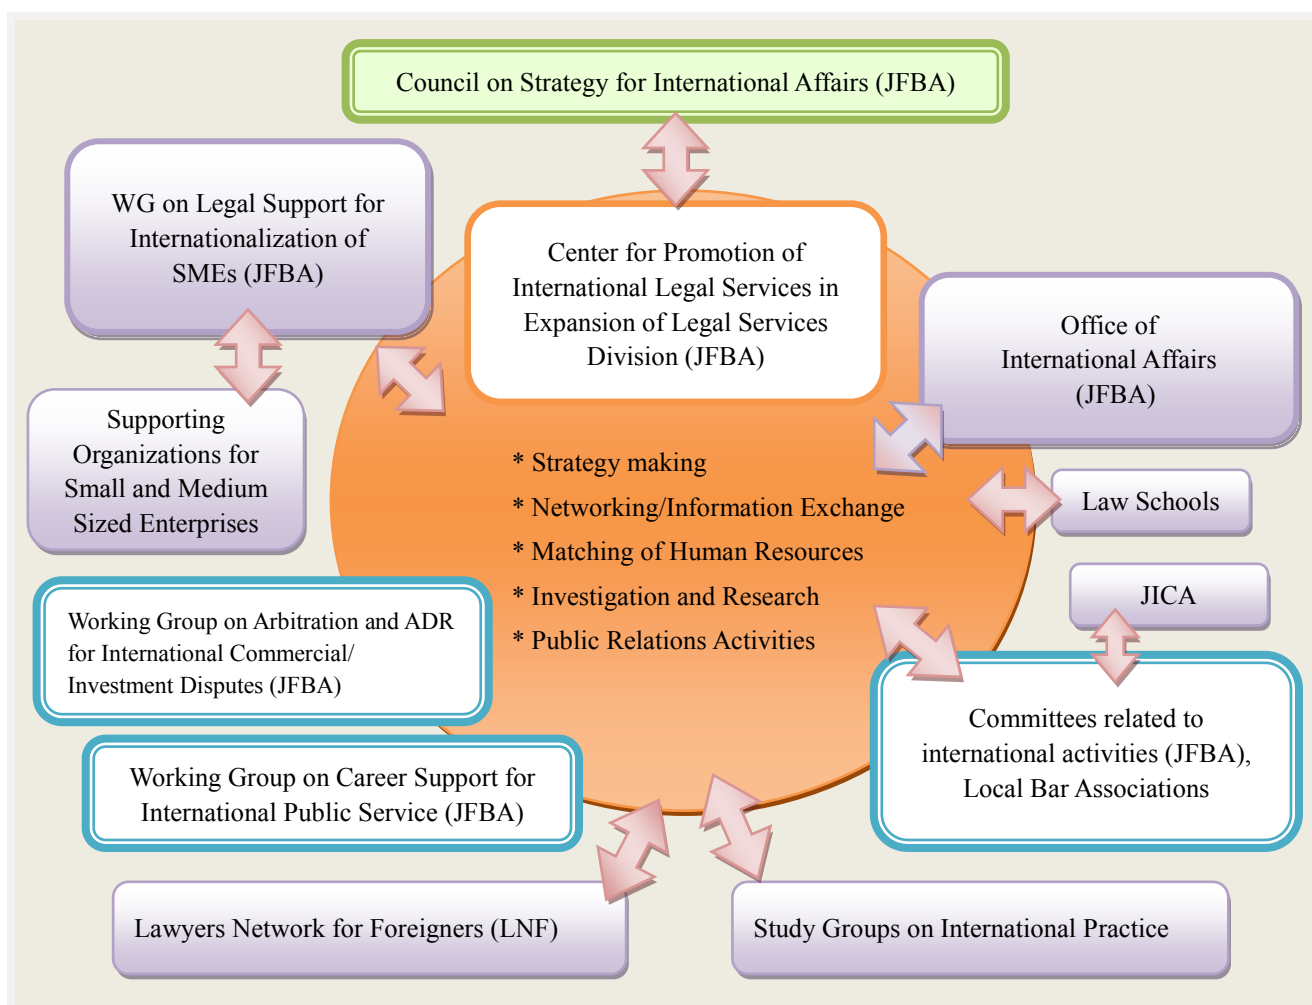 Council on Strategy for International Affairs (JFBA)
WG on Legal Support for
Internationalization of
SMEs (JFBA)
Center for Promotion of
International Legal Services in
Expansion of Legal Services
Division (JFBA)
Office of
International Affairs
(JFBA)
Supporting
Organizations for
Small and Medium
Sized Enterprises
* Strategy making
* Networking/Information Exchange
* Matching of Human Resources
* Investigation and Research
* Public Relations Activities
Law Schools
JICA
Working Group on Arbitration and ADR
for International Commercial/
Investment Disputes (JFBA)
Committees related to
international activities (JFBA),
Local Bar Associations
Working Group on Career Support for
International Public Service (JFBA)
Lawyers Network for Foreigners (LNF)
Study Groups on International Practice